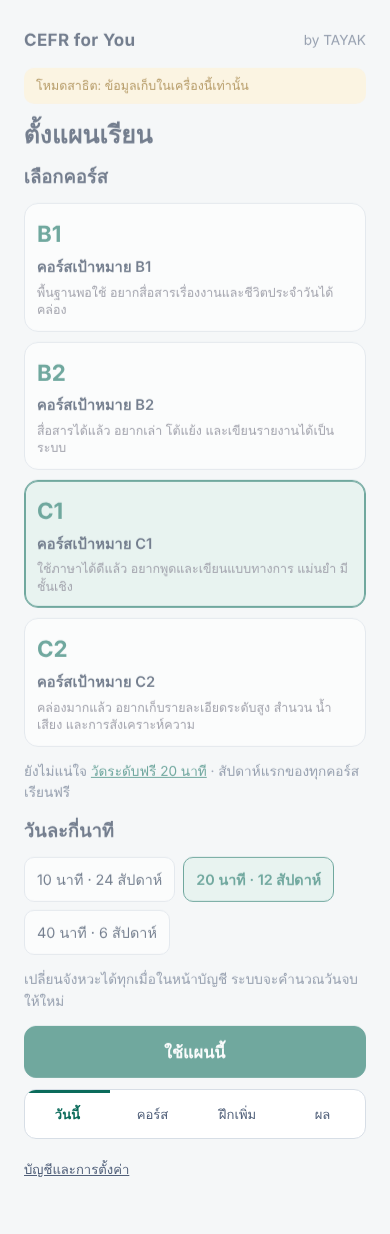 CEFR for You
by TAYAK
โหมดสาธิต: ข้อมูลเก็บในเครื่องนี้เท่านั้น
ตั้งแผนเรียน
เลือกคอร์ส
B1
คอร์สเป้าหมาย B1
พื้นฐานพอใช้ อยากสื่อสารเรื่องงานและชีวิตประจำวันได้
คล่อง
B2
คอร์สเป้าหมาย B2
สื่อสารได้แล้ว อยากเล่า โต้แย้ง และเขียนรายงานได้เป็น
ระบบ
C1
คอร์สเป้าหมาย C1
ใช้ภาษาได้ดีแล้ว อยากพูดและเขียนแบบทางการ แม่นยำ มี
ชั้นเชิง
C2
คอร์สเป้าหมาย C2
คล่องมากแล้ว อยากเก็บรายละเอียดระดับสูง สำนวน น้ำ
เสียง และการสังเคราะห์ความ
ยังไม่แน่ใจ วัดระดับฟรี 20 นาที · สัปดาห์แรกของทุกคอร์ส
เรียนฟรี
วันละกี่นาที
10 นาที · 24 สัปดาห์
20 นาที · 12 สัปดาห์
40 นาที · 6 สัปดาห์
เปลี่ยนจังหวะได้ทุกเมื่อในหน้าบัญชี ระบบจะคำนวณวันจบ
ให้ใหม่
ใช้แผนนี้
วันนี้
คอร์ส
ฝึกเพิ่ม
ผล
บัญชีและการตั้งค่า